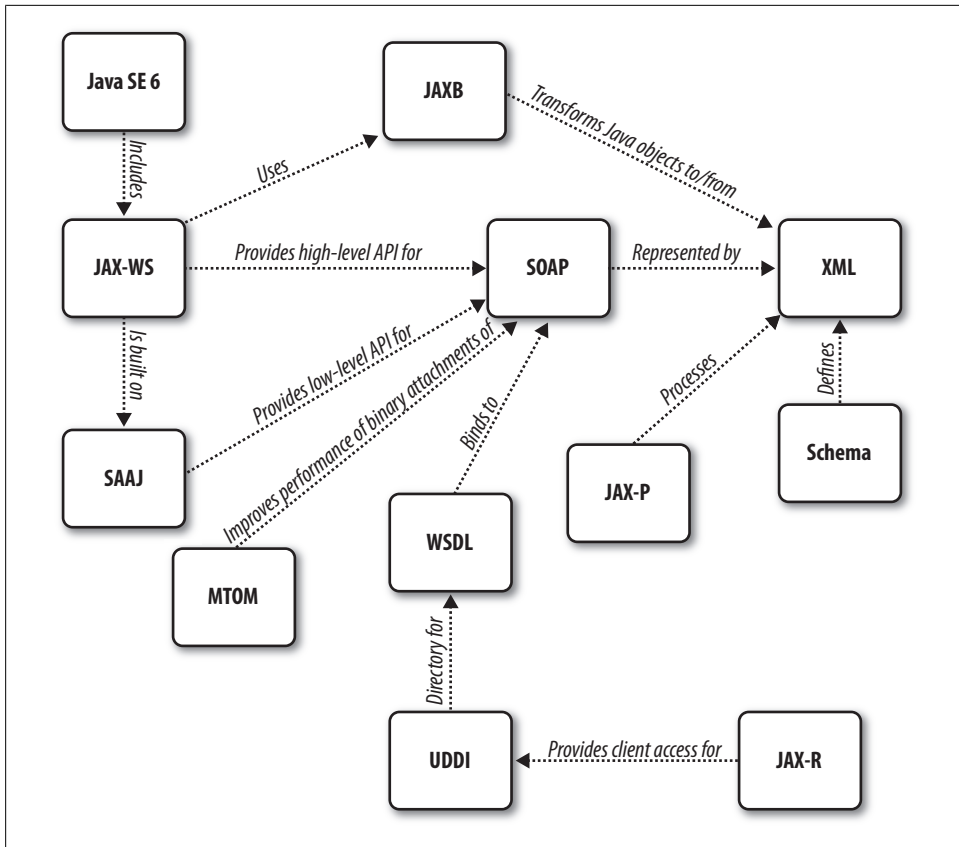 Java SE 6
JAXB
Includes
Uses
Transforms Java objects to/from
JAX-WS
Provides high-level API for
SOAP
Represented by
XML
Is built on
Provides low-level API for
Improves performance of binary attachments of
Binds to
Processes
Defines
SAAJ
MTOM
WSDL
JAX-P
Schema
Directory for
UDDI
Provides client access for
JAX-R